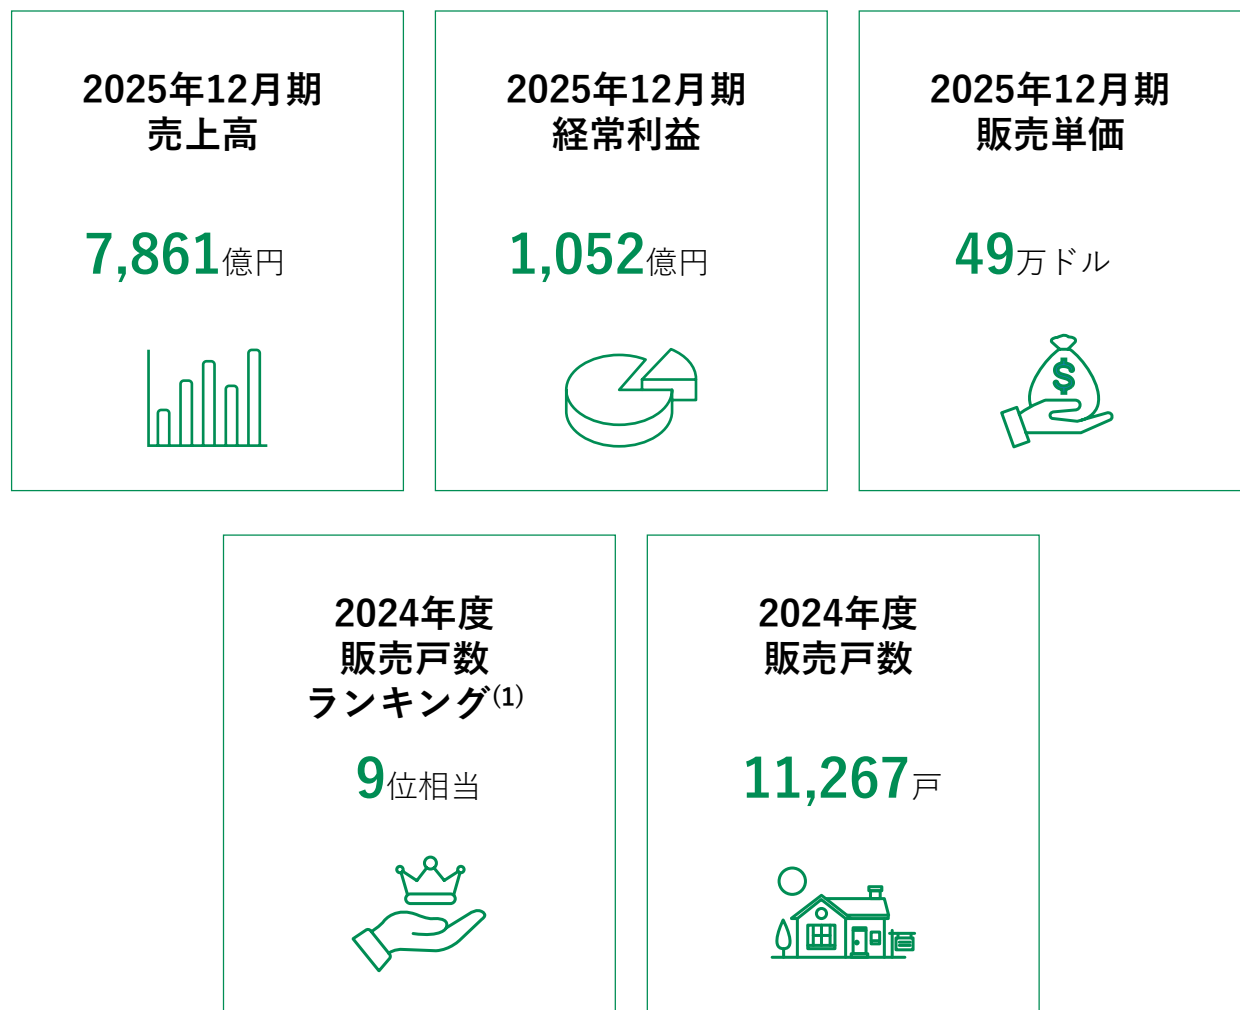 2025年12月期
売上高
7,861億円
2025年12月期
経常利益
1,052億円
2025年12月期
販売単価
49万ドル
$
2024年度
販売戸数
ランキング(1)
9位相当
2024年度
販売戸数
11,267戸